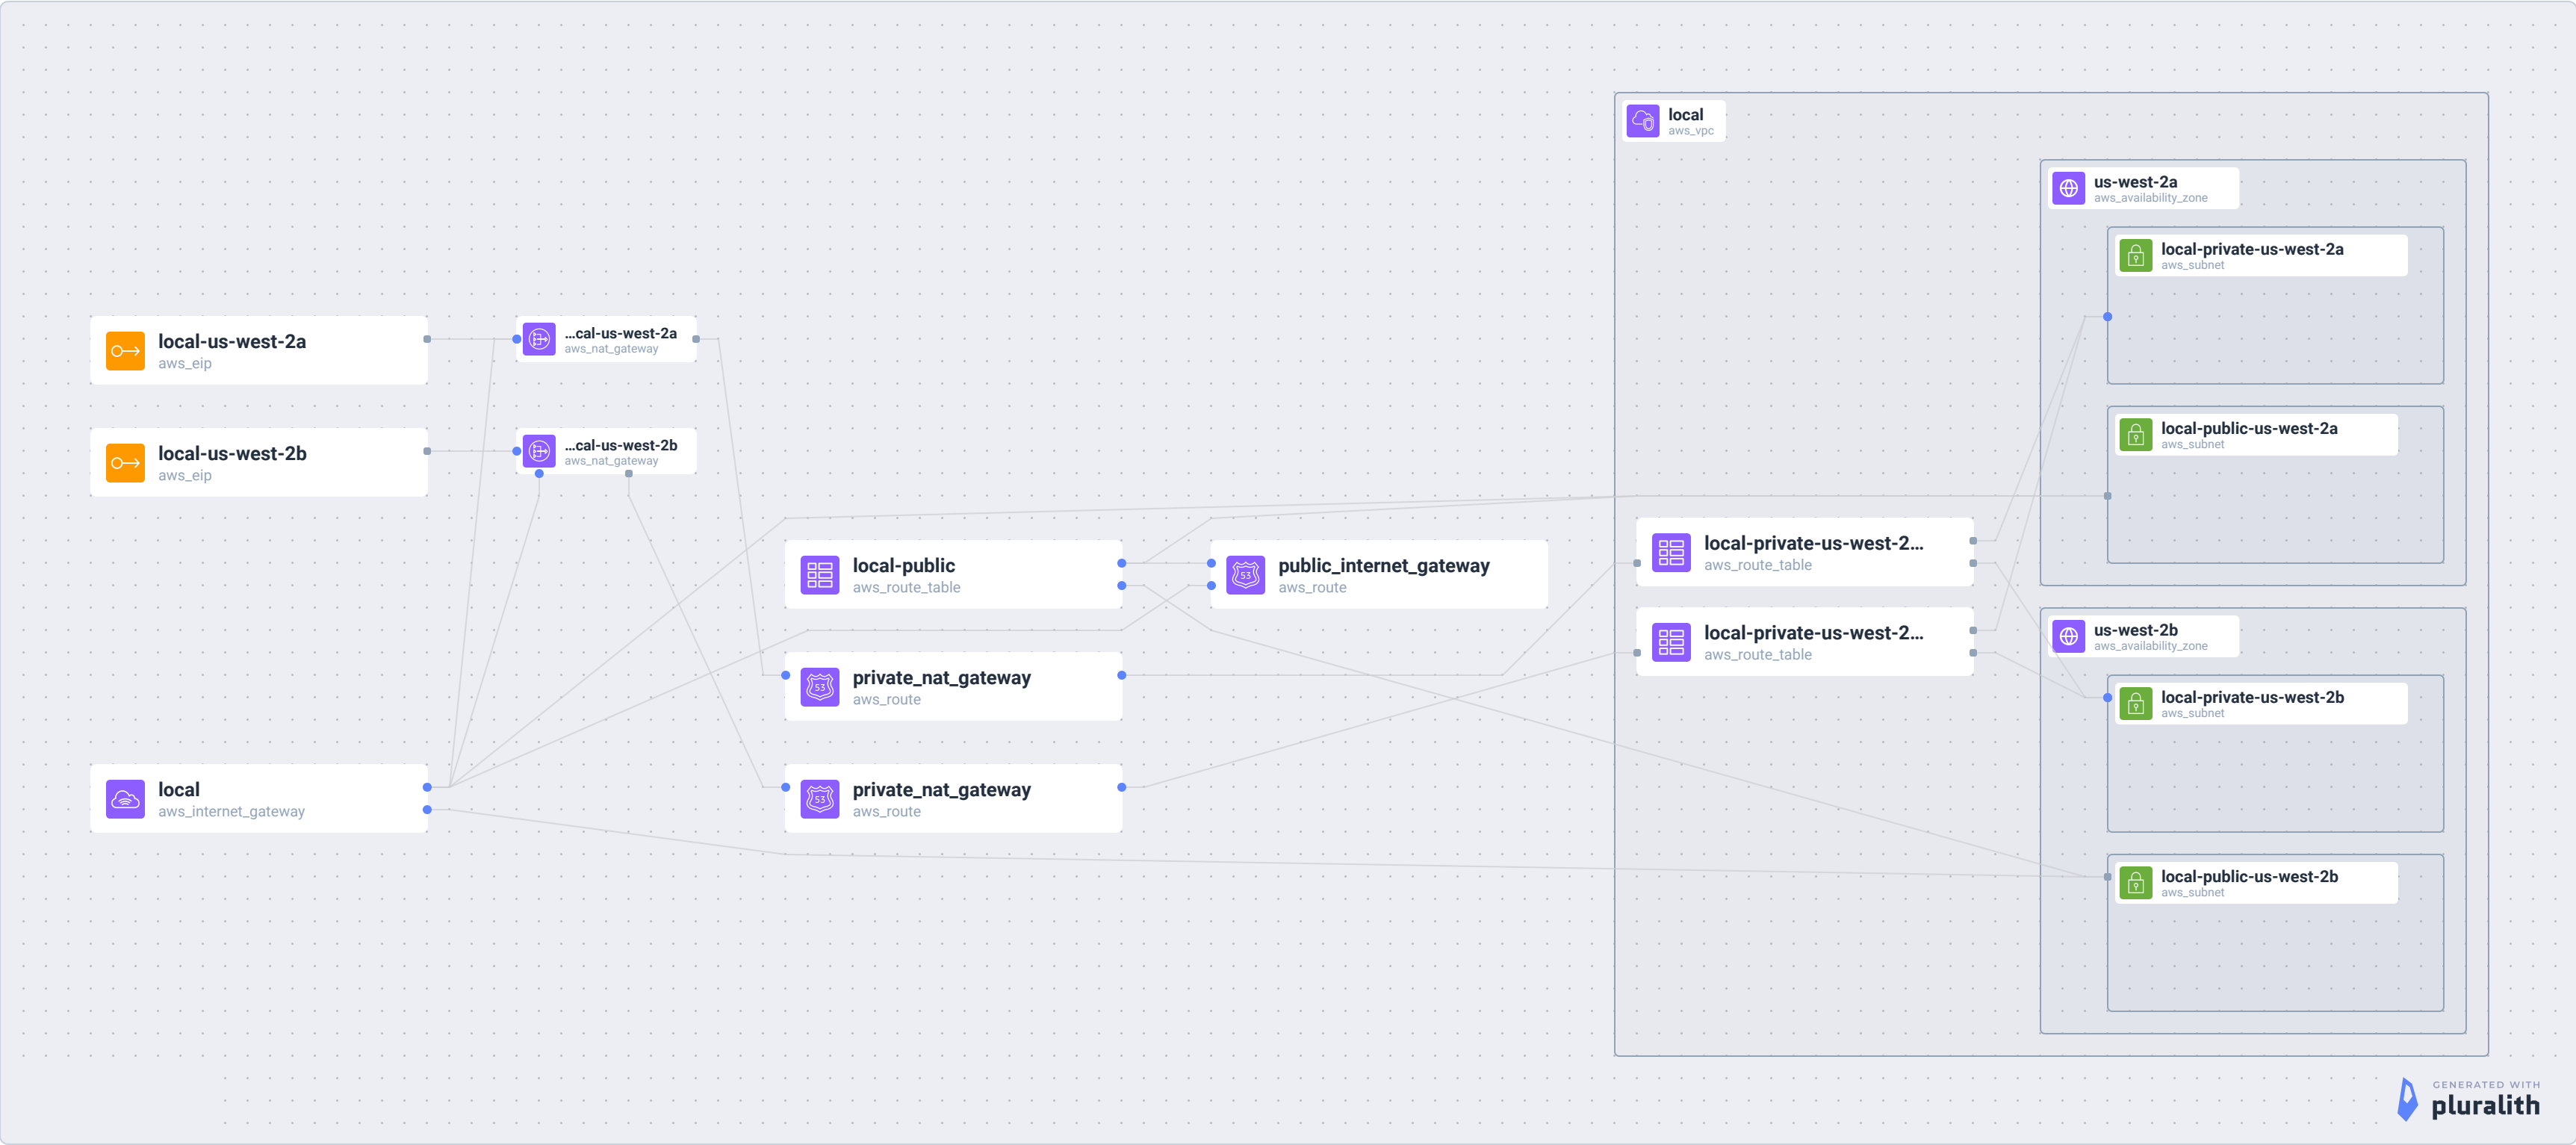 local
aws_vpc
us-west-2a
aws_availability_zone
local-private-us-west-2a
aws_subnet
local-us-west-2a
aws_eip
...cal-us-west-2a
aws_nat_gateway
local-public-us-west-2a
aws_subnet
local-us-west-2b
aws_eip
...cal-us-west-2b
aws_nat_gateway
local-public
aws_route_table
53
public_internet_gateway
aws_route
local-private-us-west-2...
aws_route_table
local-private-us-west-2...
aws_route_table
us-west-2b
aws_availability_zone
53
private_nat_gateway
aws_route
local-private-us-west-2b
aws_subnet
local
aws_internet_gateway
53
private_nat_gateway
aws_route
local-public-us-west-2b
aws_subnet
GENERATED WITH
pluralith